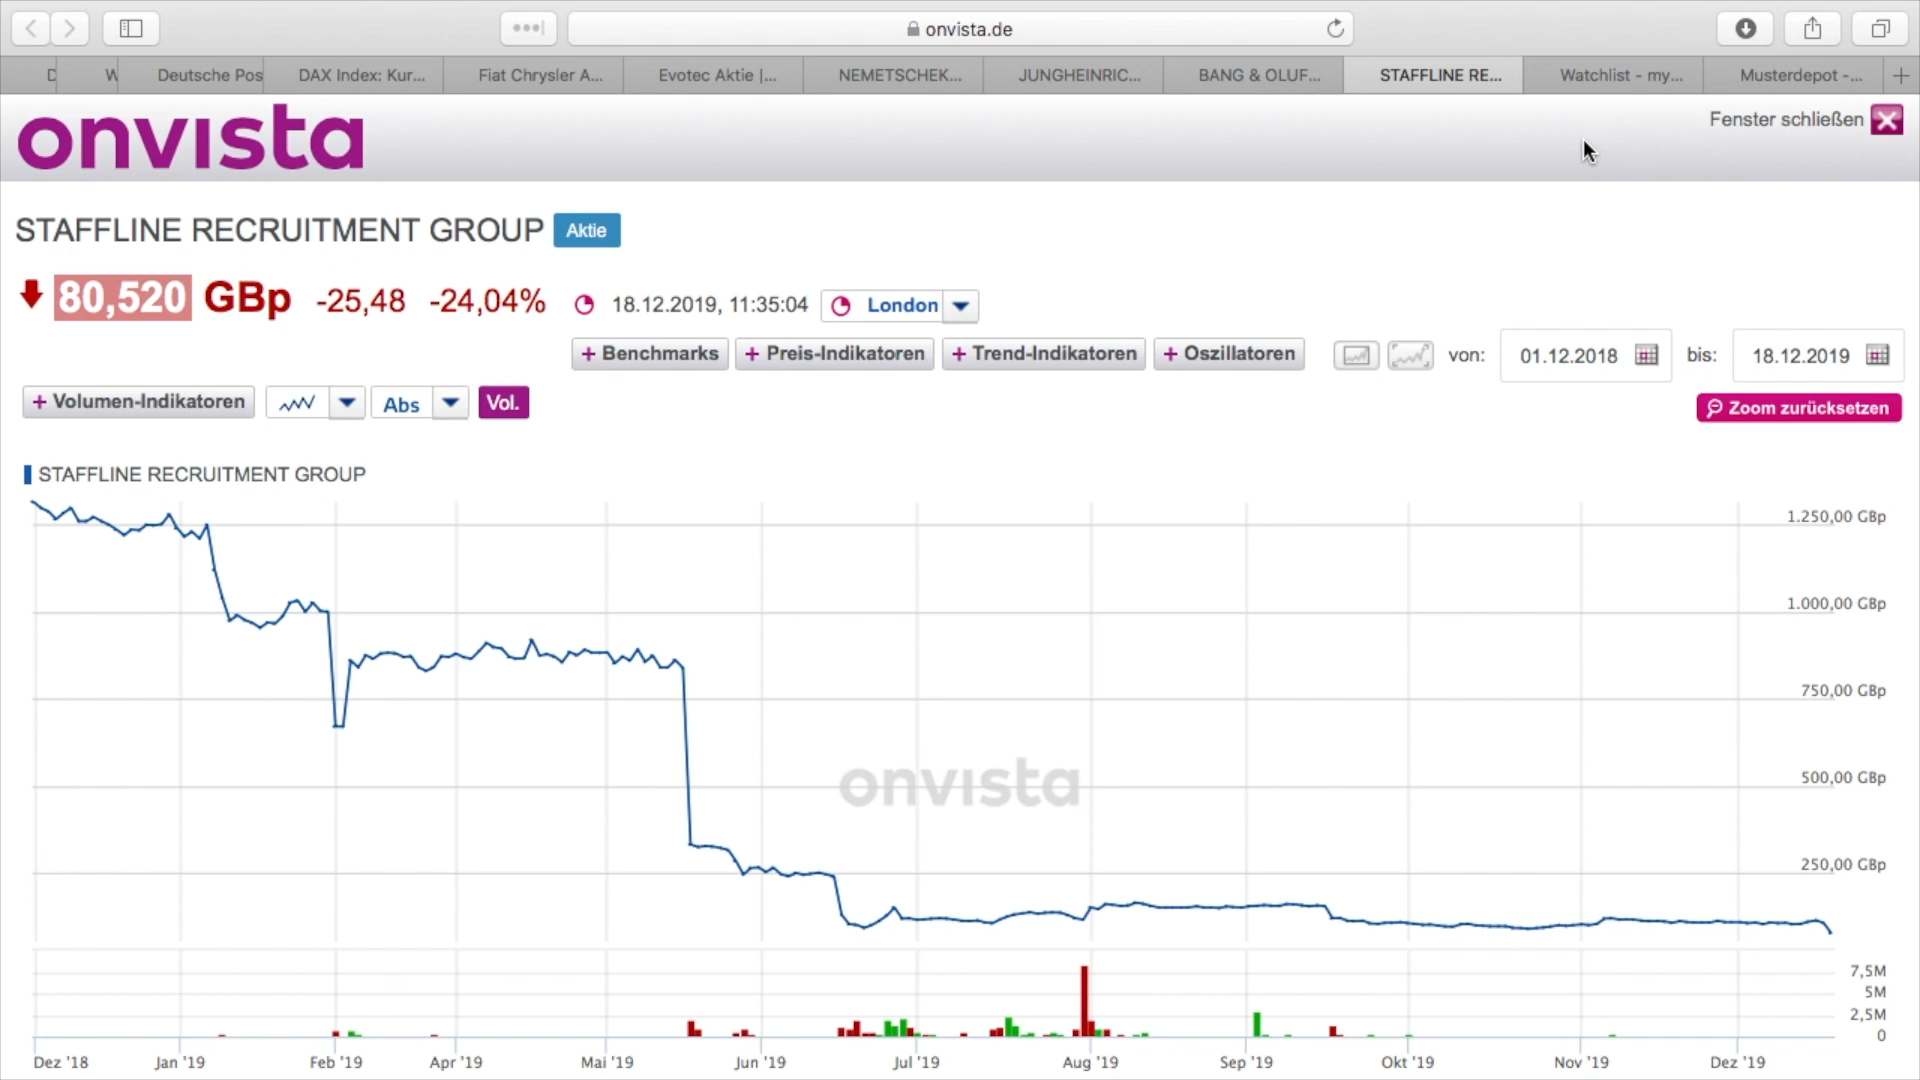 onvista.de
D
W
Deutsche Pos
DAX Index: Kur...
Fiat Chrysler A...
Evotec Aktie |...
NEMETSCHEK...
JUNGHEINRIC...
BANG & OLUF...
STAFFLINE RE...
Watchlist - my...
Musterdepot -...
onvista
Fenster schließen
STAFFLINE RECRUITMENT GROUP Aktie
80,520 GBp -25,48 -24,04% 18.12.2019, 11:35:04 London
+ Benchmarks + Preis-Indikatoren + Trend-Indikatoren + Oszillatoren von: 01.12.2018 bis: 18.12.2019
+ Volumen-Indikatoren Abs Vol. Zoom zurücksetzen
STAFFLINE RECRUITMENT GROUP
1.250,00 GBp
1.000,00 GBp
750,00 GBp
onvista
500,00 GBp
250,00 GBp
7,5M
5M
2,5M
0
Dez '18 Jan '19 Feb '19 Apr '19 Mai '19 Jun '19 Jul '19 Aug '19 Sep '19 Okt '19 Nov '19 Dez '19